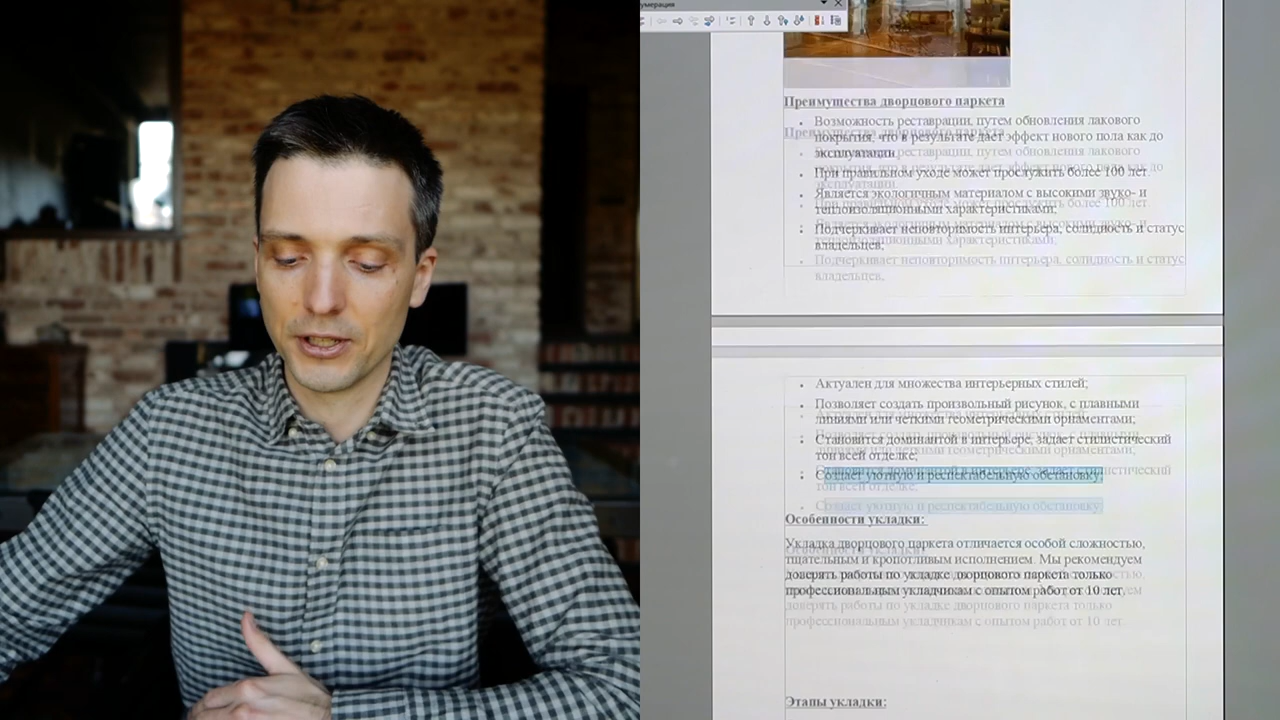 умерация
Преимущества дворцового паркета
Возможность реставрации, путем обновления лакового
покрытия, что в результате дает эффект нового пола как до
эксплуатации.
При правильном уходе может прослужить более 100 лет.
Является экологичным материалом с высокими звуко- и
теплоизоляционными характеристиками;
Подчеркивает неповторимость интерьера, солидность и статус
владельцев;
Актуален для множества интерьерных стилей;
Позволяет создать произвольный рисунок, с плавными
линиями или четкими геометрическими орнаментами;
Становится доминантой в интерьере, задает стилистический
тон всей отделке;
Создает уютную и респектабельную обстановку;
Особенности укладки:
Укладка дворцового паркета отличается особой сложностью,
тщательным и кропотливым исполнением. Мы рекомендуем
доверять работы по укладке дворцового паркета только
профессиональным укладчикам с опытом работ от 10 лет.
Этапы укладки: